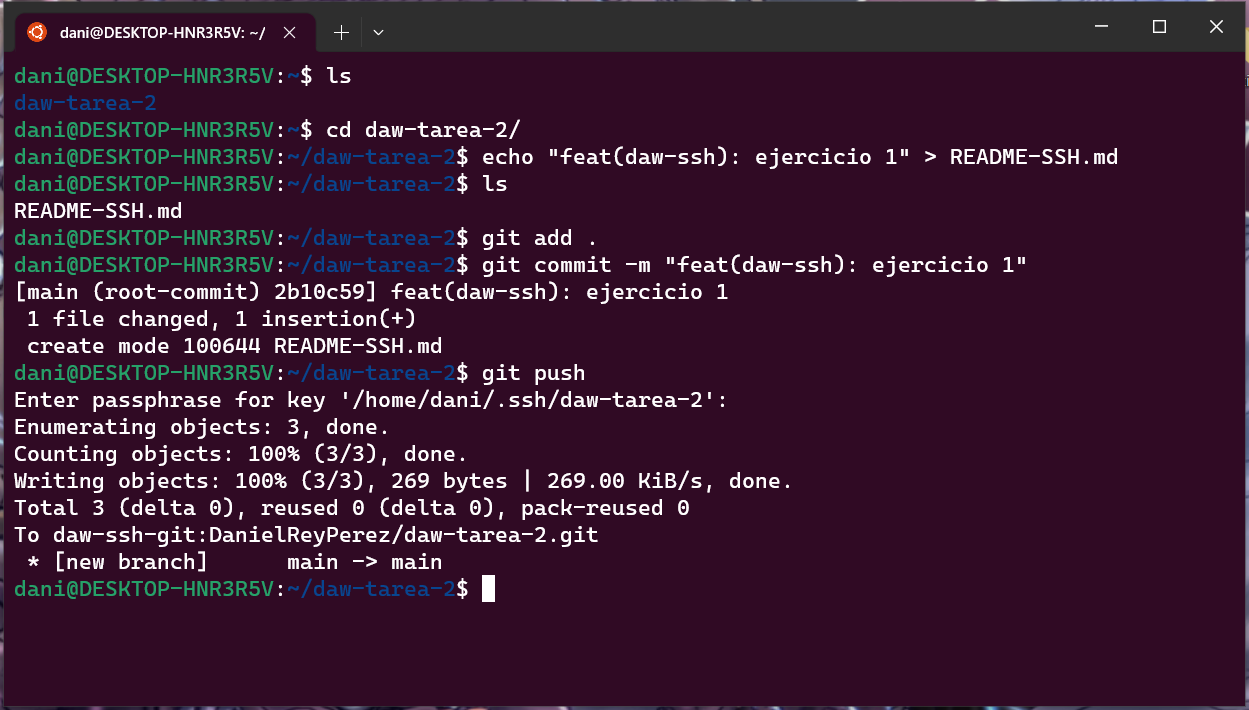 dani@DESKTOP-HNR3R5V: ~/
dani@DESKTOP-HNR3R5V:~$ ls
daw-tarea-2
dani@DESKTOP-HNR3R5V:~$ cd daw-tarea-2/
dani@DESKTOP-HNR3R5V:~/daw-tarea-2$ echo "feat(daw-ssh): ejercicio 1" > README-SSH.md
dani@DESKTOP-HNR3R5V:~/daw-tarea-2$ ls
README-SSH.md
dani@DESKTOP-HNR3R5V:~/daw-tarea-2$ git add .
dani@DESKTOP-HNR3R5V:~/daw-tarea-2$ git commit -m "feat(daw-ssh): ejercicio 1"
[main (root-commit) 2b10c59] feat(daw-ssh): ejercicio 1
 1 file changed, 1 insertion(+)
 create mode 100644 README-SSH.md
dani@DESKTOP-HNR3R5V:~/daw-tarea-2$ git push
Enter passphrase for key '/home/dani/.ssh/daw-tarea-2':
Enumerating objects: 3, done.
Counting objects: 100% (3/3), done.
Writing objects: 100% (3/3), 269 bytes | 269.00 KiB/s, done.
Total 3 (delta 0), reused 0 (delta 0), pack-reused 0
To daw-ssh-git:DanielReyPerez/daw-tarea-2.git
 * [new branch]      main -> main
dani@DESKTOP-HNR3R5V:~/daw-tarea-2$